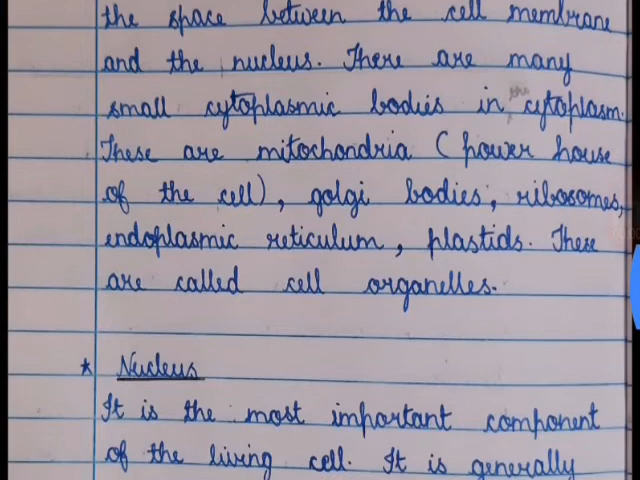 the space between the cell membrane
and the nucleus. There are many
small cytoplasmic bodies in the cytoplasm.
These are mitochondria (power house
of the cell), golgi bodies, ribosomes,
endoplasmic reticulum, plastids. These
are called cell organelles.
* Nucleus
It is the most important component
of the living cell. It is generally